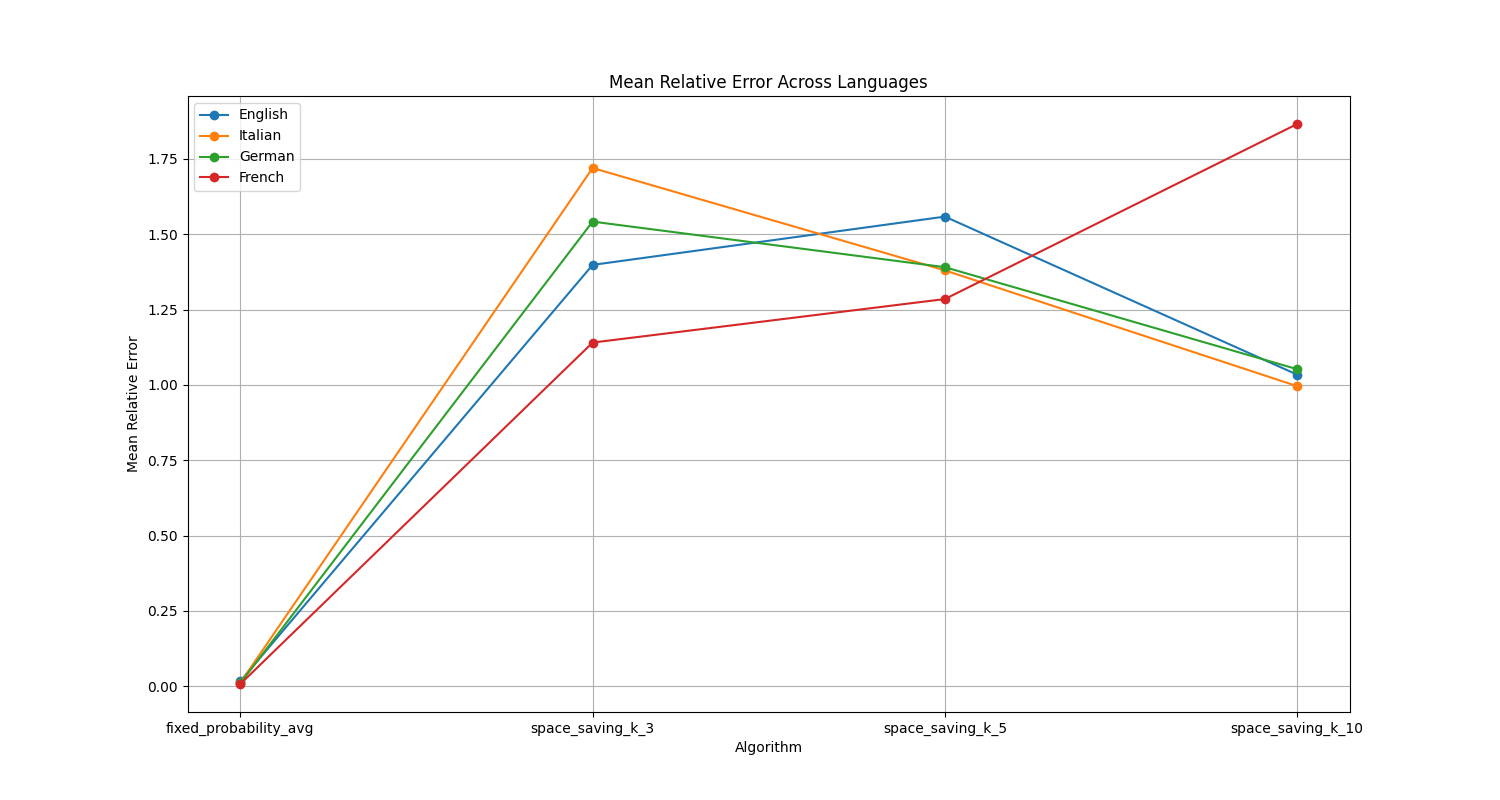 Mean Relative Error Across Languages
English
Italian
German
French
1.75
1.50
1.25
1.00
0.75
0.50
0.25
0.00
Mean Relative Error
fixed_probability_avg
space_saving_k_3
space_saving_k_5
space_saving_k_10
Algorithm